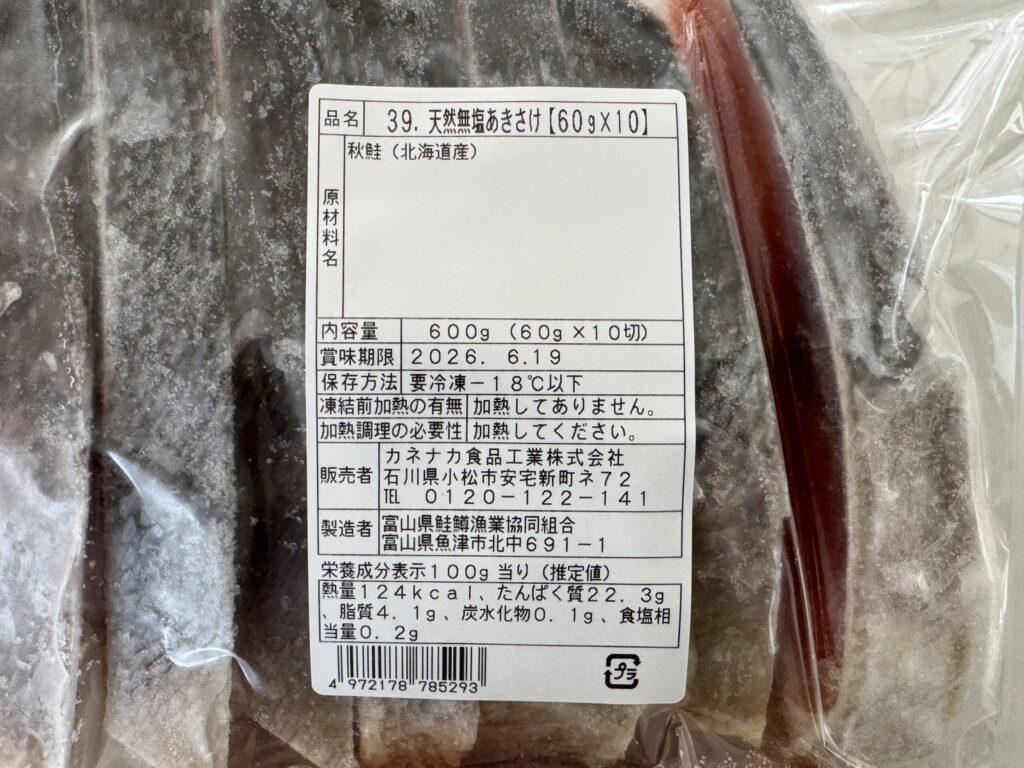 品名 39. 天然無塩あきさけ【60g×10】
原材料名 秋鮭（北海道産）
内容量 600g （60g×10切）
賞味期限 2026. 6.19
保存方法 要冷凍－18℃以下
凍結前加熱の有無 加熱してありません。
加熱調理の必要性 加熱してください。
販売者 カネナカ食品工業株式会社
石川県小松市安宅新町ネ72
TEL 0120－122－141
製造者 富山県鮭鱒漁業協同組合
富山県魚津市北中691－1
栄養成分表示100g当り（推定値）
熱量124kcal、たんぱく質22.3g
、脂質4.1g、炭水化物0.1g、食塩相
当量0.2g
4 972178 785293
プラ